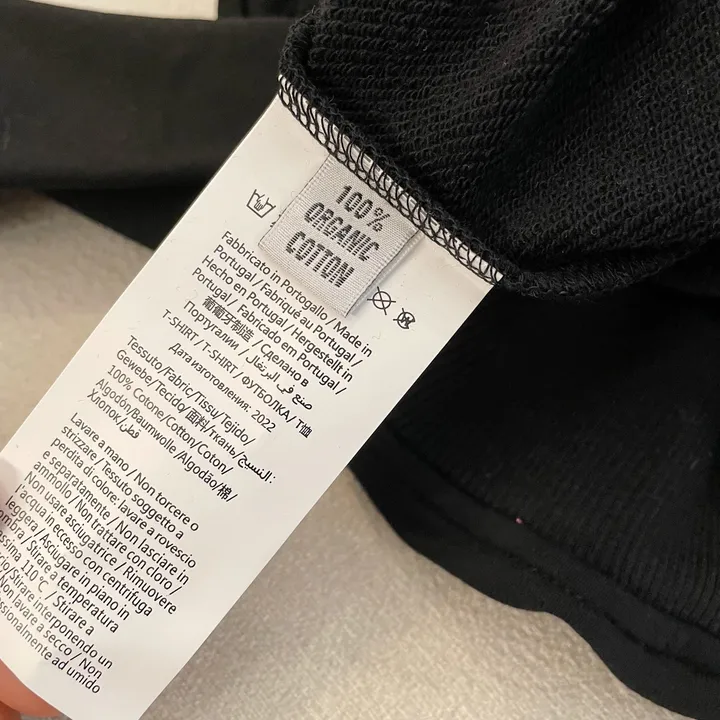 100%
ORGANIC
COTTON
Fabbricato in Portogallo / Made in
Portugal / Fabriqué au Portugal /
Hecho en Portugal / Hergestellt in
Portugal / Fabricado em Portugal /
葡萄牙制造 / Сделано в
Португалии / صنع في البرتغال
T-SHIRT / T-SHIRT / ФУТБОЛКА / T恤
Дата изготовления: 2022
Tessuto/Fabric/Tissu/Tejido/
Gewebe/Tecido/面料/ткань/النسيج:
100% Cotone/Cotton/Coton/
Algodón/Baumwolle /Algodão/棉/
Хлопок/قطن
Lavare a mano / Non torcere o
strizzare / Tessuto soggetto a
perdita di colore: lavare a rovescio
e separatamente / Non lasciare in
ammollo / Non trattare con cloro /
Non usare asciugatrice / Rimuovere
l'acqua in eccesso con centrifuga
leggera / Asciugare in piano in
/ Stirare a temperatura
110°C / Stirare a
/ Stirare interponendo un
Non lavare a secco / Non
ad umido